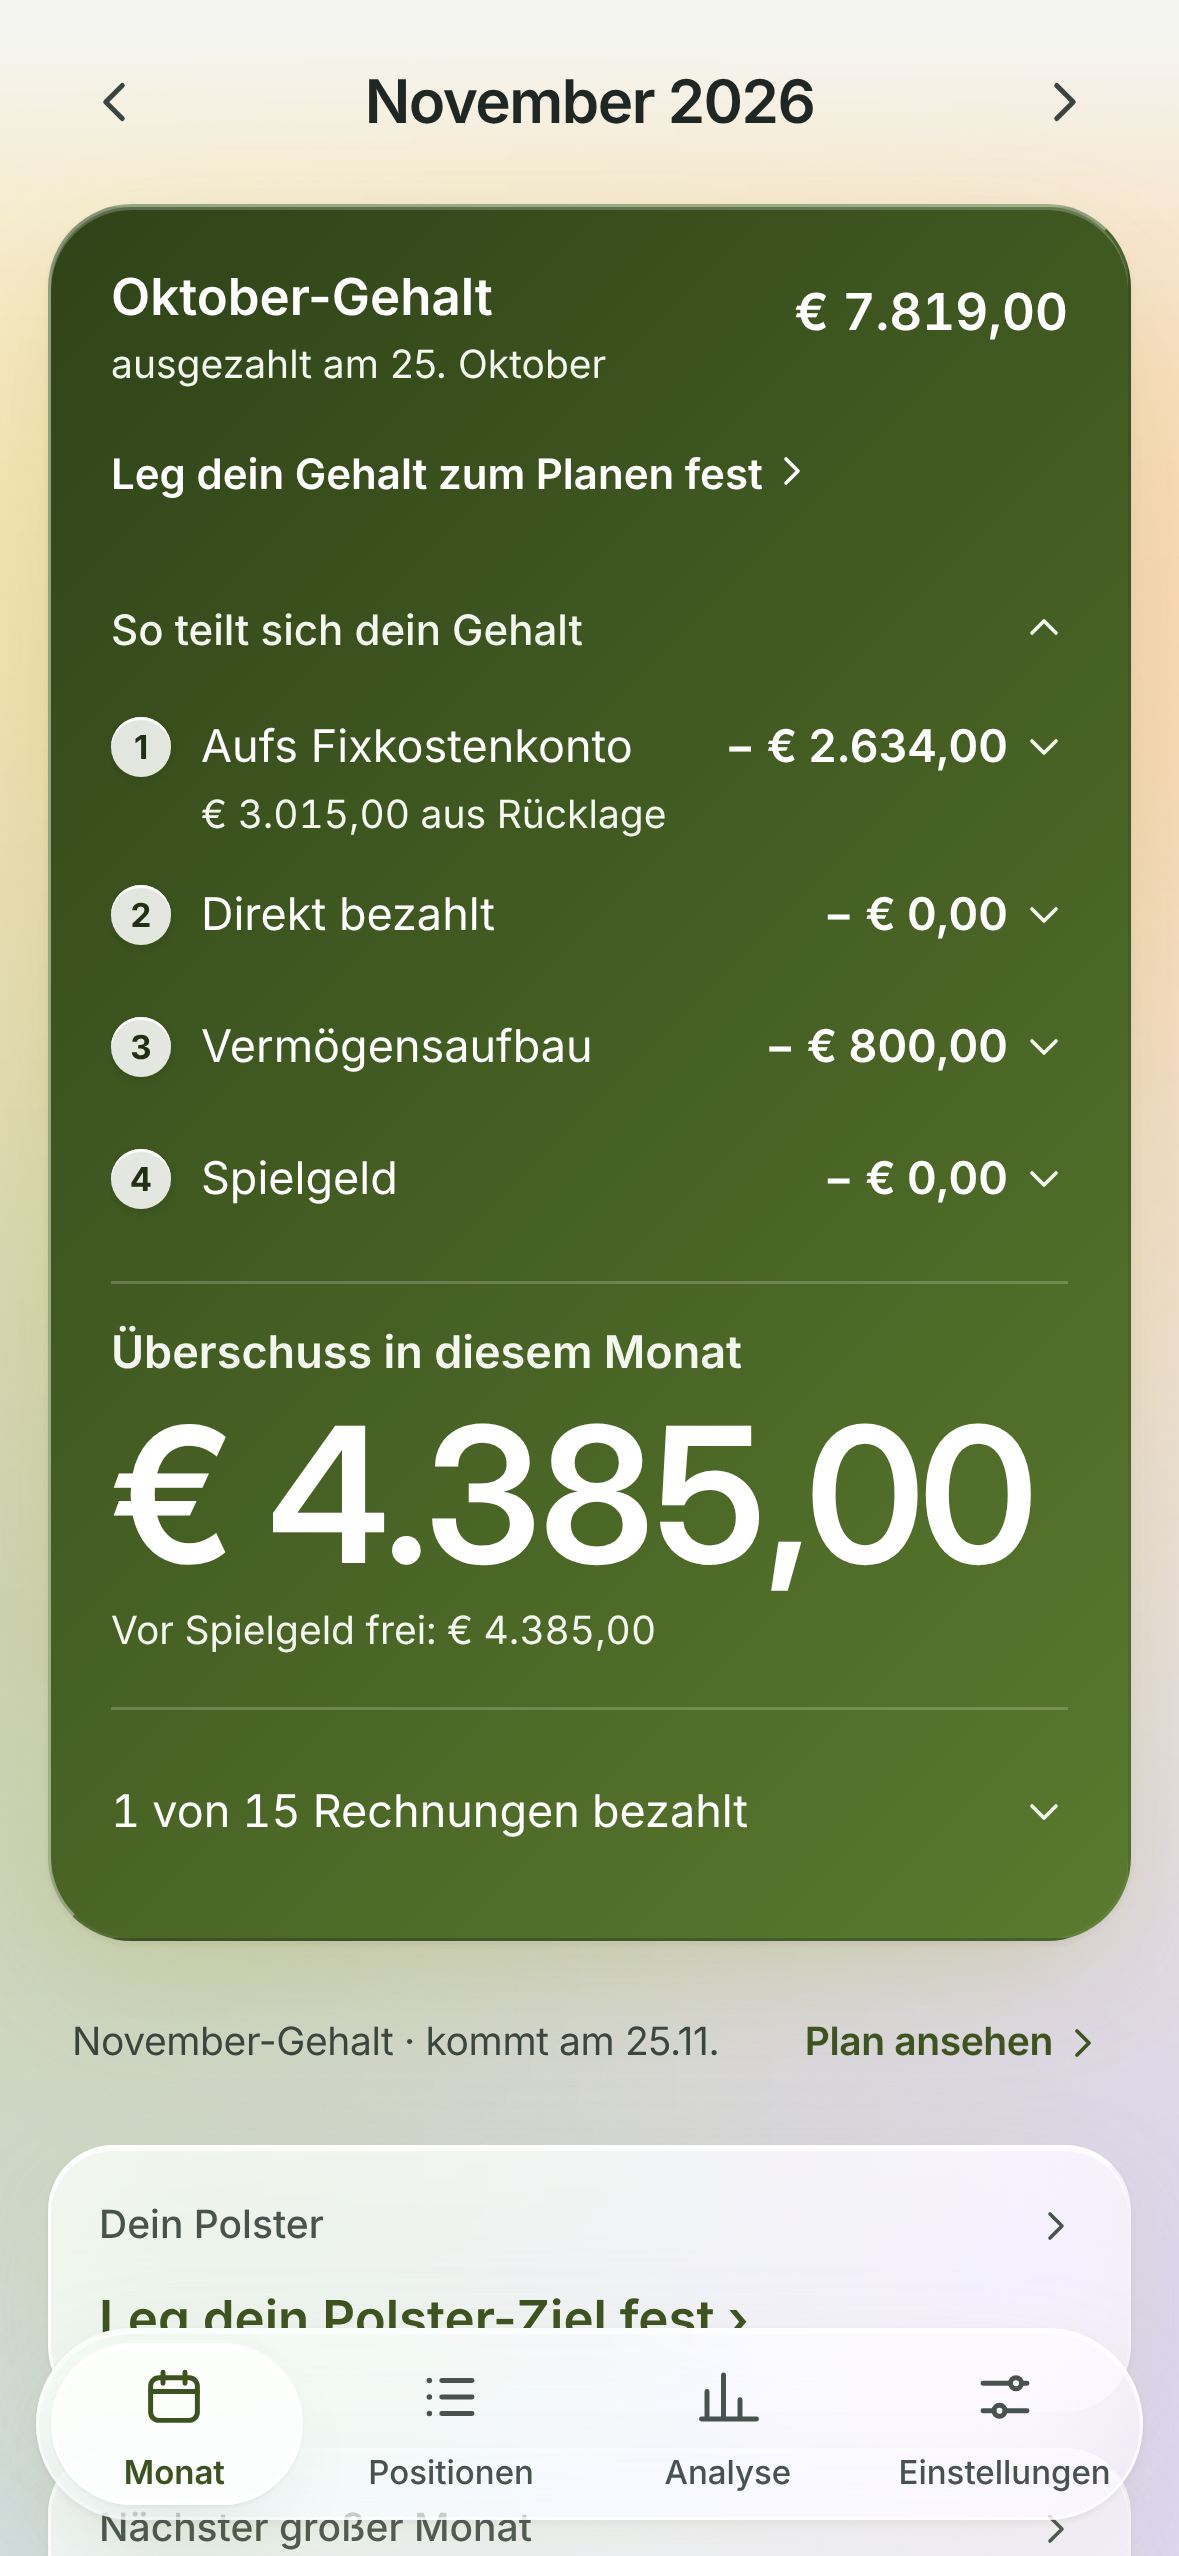 November 2026
Oktober-Gehalt
€ 7.819,00
ausgezahlt am 25. Oktober
Leg dein Gehalt zum Planen fest
So teilt sich dein Gehalt
1 Aufs Fixkostenkonto – € 2.634,00
€ 3.015,00 aus Rücklage
2 Direkt bezahlt – € 0,00
3 Vermögensaufbau – € 800,00
4 Spielgeld – € 0,00
Überschuss in diesem Monat
€ 4.385,00
Vor Spielgeld frei: € 4.385,00
1 von 15 Rechnungen bezahlt
November-Gehalt · kommt am 25.11. Plan ansehen
Dein Polster
Leg dein Polster-Ziel fest ›
Monat Positionen Analyse Einstellungen
Nächster großer Monat